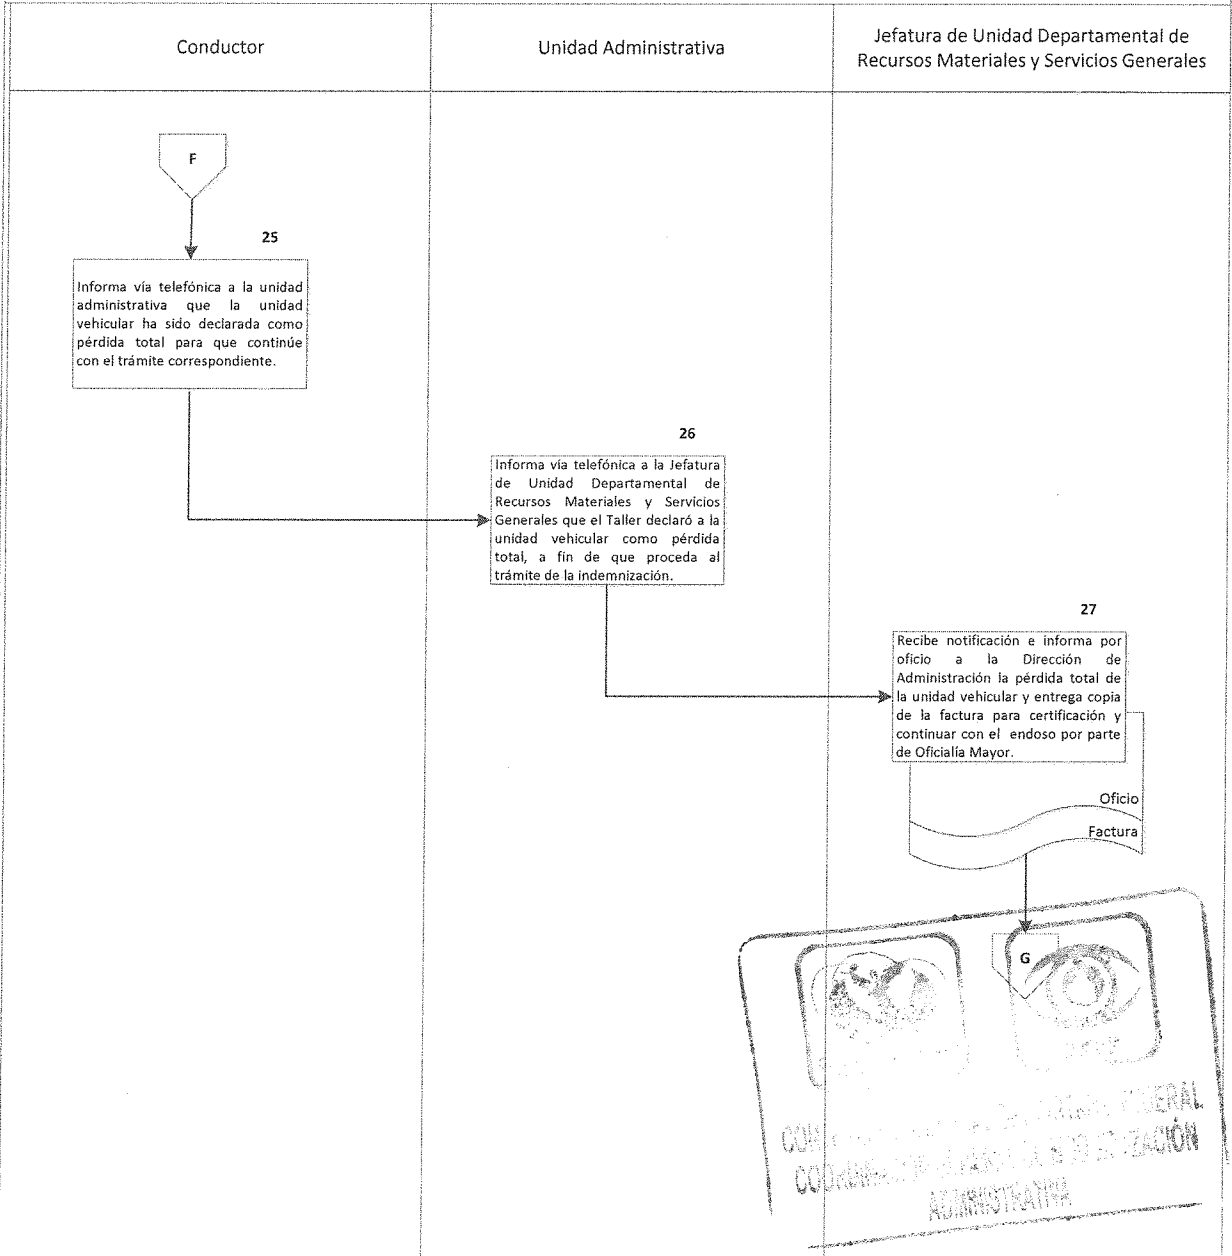 Conductor
Unidad Administrativa
Jefatura de Unidad Departamental de
Recursos Materiales y Servicios Generales
F
25
Informa vía telefónica a la unidad
administrativa que la unidad
vehicular ha sido declarada como
pérdida total para que continúe
con el trámite correspondiente.
26
Informa vía telefónica a la Jefatura
de Unidad Departamental de
Recursos Materiales y Servicios
Generales que el Taller declaró a la
unidad vehicular como pérdida
total, a fin de que proceda al
trámite de la indemnización.
27
Recibe notificación e informa por
oficio a la Dirección de
Administración la pérdida total de
la unidad vehicular y entrega copia
de la factura para certificación y
continuar con el endoso por parte
de Oficialía Mayor.
Oficio
Factura
G
ADMINISTRATIVA